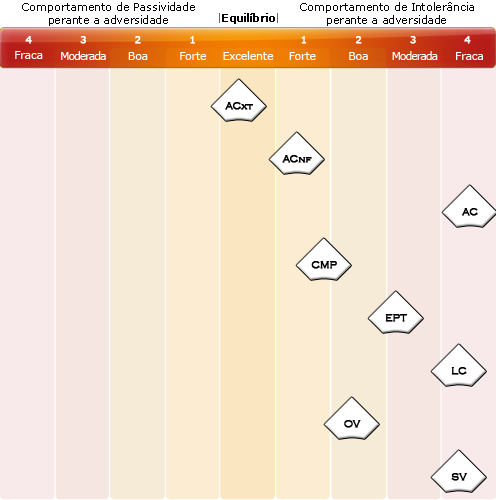 Comportamento de Passividade
perante a adversidade
|Equilíbrio|
Comportamento de Intolerância
perante a adversidade
4 3 2 1 1 2 3 4
Fraca Moderada Boa Forte Excelente Forte Boa Moderada Fraca
ACXT
ACNF
AC
CMP
EPT
LC
OV
SV